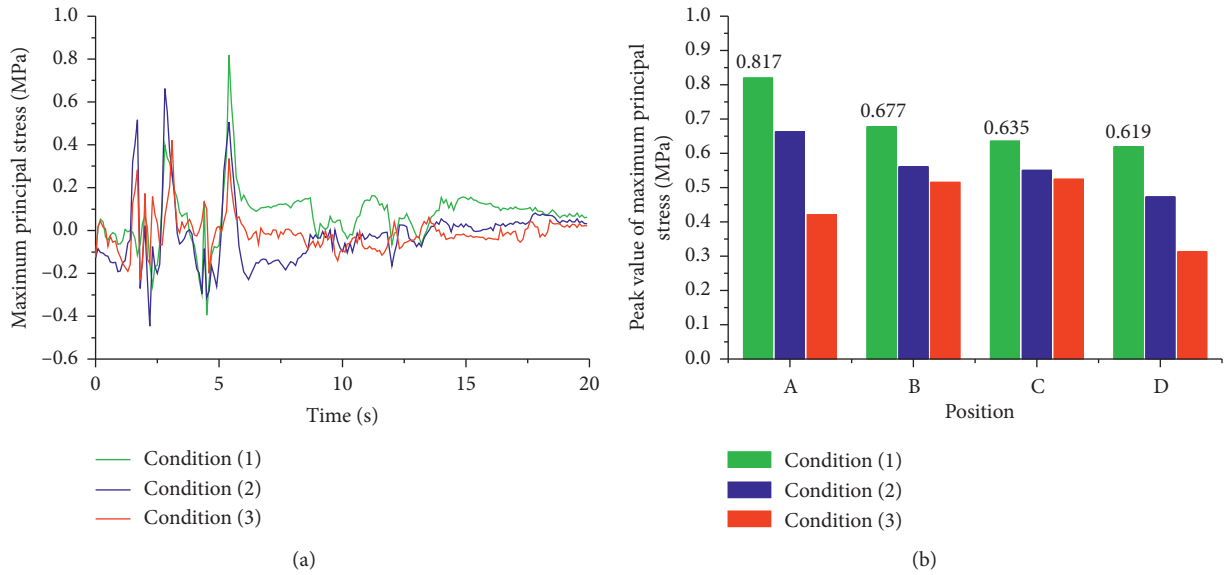 Maximum principal stress (MPa)
1.0
0.8
0.6
0.4
0.2
0.0
–0.2
–0.4
–0.6
0
5
10
15
20
Time (s)
Condition (1)
Condition (2)
Condition (3)
(a)
Peak value of maximum principal
stress (MPa)
1.0
0.9
0.8
0.7
0.6
0.5
0.4
0.3
0.2
0.1
0.0
0.817
0.677
0.635
0.619
A
B
C
D
Position
Condition (1)
Condition (2)
Condition (3)
(b)